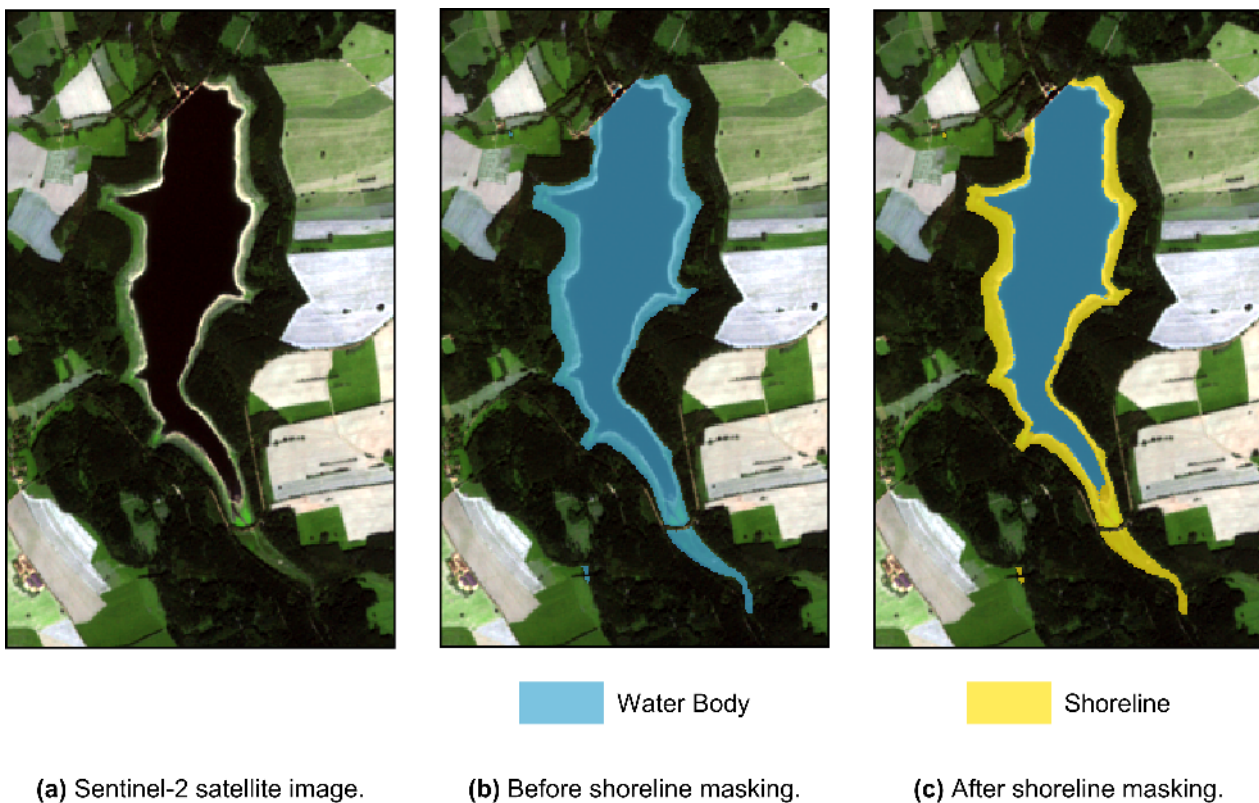 Water Body
Shoreline
(a) Sentinel-2 satellite image.
(b) Before shoreline masking.
(c) After shoreline masking.